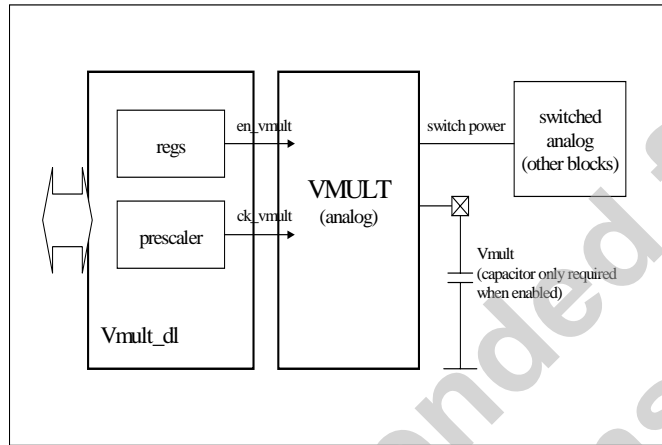 regs
en_vmult
prescaler
ck_vmult
Vmult_dl
VMULT
(analog)
switch power
switched
analog
(other blocks)
Vmult
(capacitor only required
when enabled)